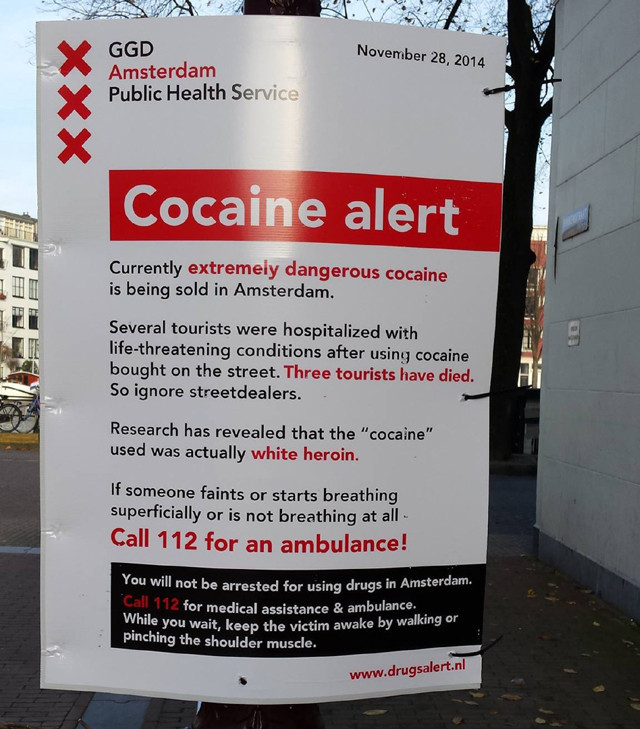 GGD
Amsterdam
Public Health Service
November 28, 2014
Cocaine alert
Currently extremely dangerous cocaine
is being sold in Amsterdam.
Several tourists were hospitalized with
life-threatening conditions after using cocaine
bought on the street. Three tourists have died.
So ignore streetdealers.
Research has revealed that the “cocaine”
used was actually white heroin.
If someone faints or starts breathing
superficially or is not breathing at all -
Call 112 for an ambulance!
You will not be arrested for using drugs in Amsterdam.
Call 112 for medical assistance & ambulance.
While you wait, keep the victim awake by walking or
pinching the shoulder muscle.
www.drugsalert.nl